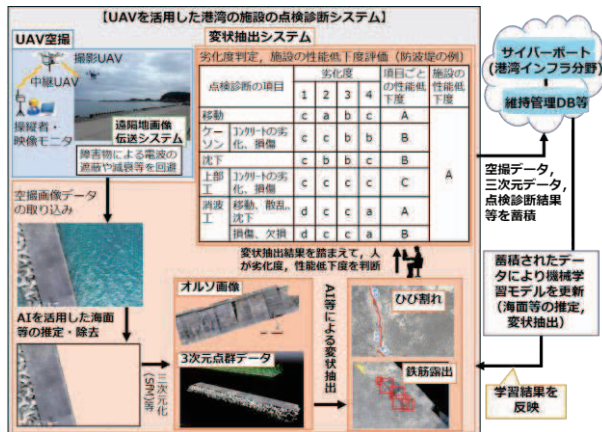 【UAVを活用した港湾の施設の点検診断システム】
UAV空撮
撮影UAV
中継UAV
操縦者・
映像モニタ
遠隔地画像
伝送システム
障害物による電波の
遮蔽や減衰等を回避
変状抽出システム
劣化度判定，施設の性能低下度評価（防波堤の例）
点検診断の項目
劣化度
項目ごと
の性能低
下度
施設の
性能低
下度
1 2 3 4
移動 c a b c A
ケー
ソン
コンクリートの劣
化、損傷
c c b b B
沈下 c b b c B
上部
工
コンクリートの劣
化、損傷
c c c c C
消波
工
移動、散乱、
沈下
d c c a A
損傷、欠損 d c c a B
A
空撮画像データ
の取り込み
変状抽出結果を踏まえて，人
が劣化度，性能低下度を判断
AIを活用した海面
等の推定・除去
三次元化
(SfM)等
オルソ画像
3次元点群データ
AI等による変状
抽出
ひび割れ
鉄筋露出
サイバーポート
(港湾インフラ分野)
維持管理DB等
空撮データ，
三次元データ，
点検診断結果
等を蓄積
蓄積されたデー
タにより機械学
習モデルを更新
（海面等の推定，
変状抽出）
学習結果を
反映